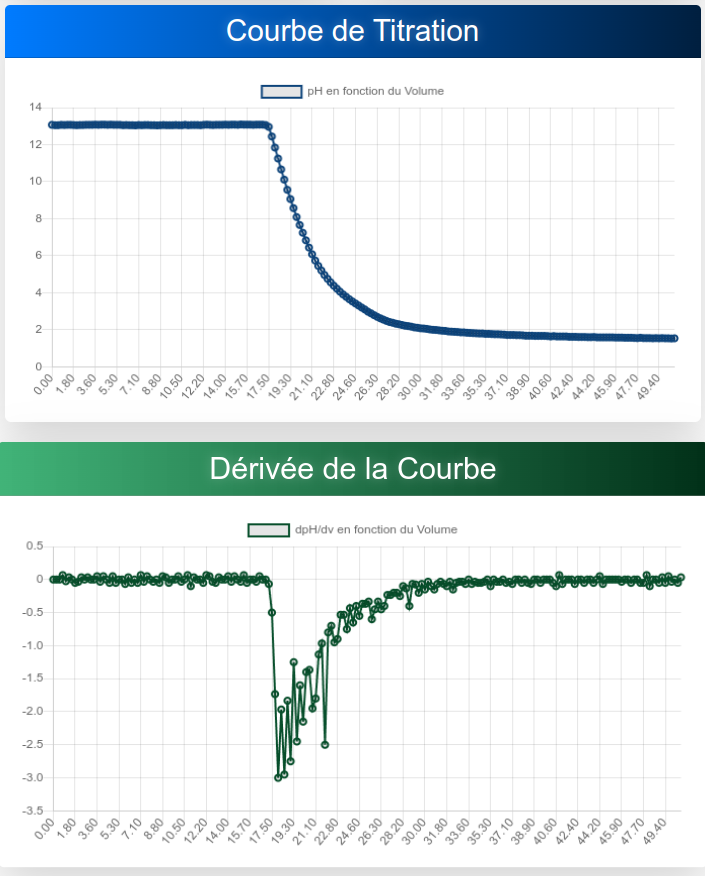 Courbe de Titration
pH en fonction du Volume
14
12
10
8
6
4
2
0
0.00 1.80 3.60 5.30 7.10 8.80 10.50 12.20 14.00 15.70 17.50 19.30 21.10 22.80 24.60 26.30 28.20 30.00 31.80 33.60 35.30 37.10 38.90 40.60 42.40 44.20 45.90 47.70 49.40
Dérivée de la Courbe
dpH/dv en fonction du Volume
0.5
0
-0.5
-1.0
-1.5
-2.0
-2.5
-3.0
-3.5
0.00 1.80 3.60 5.30 7.10 8.80 10.50 12.20 14.00 15.70 17.50 19.30 21.10 22.80 24.60 26.30 28.20 30.00 31.80 33.60 35.30 37.10 38.90 40.60 42.40 44.20 45.90 47.70 49.40